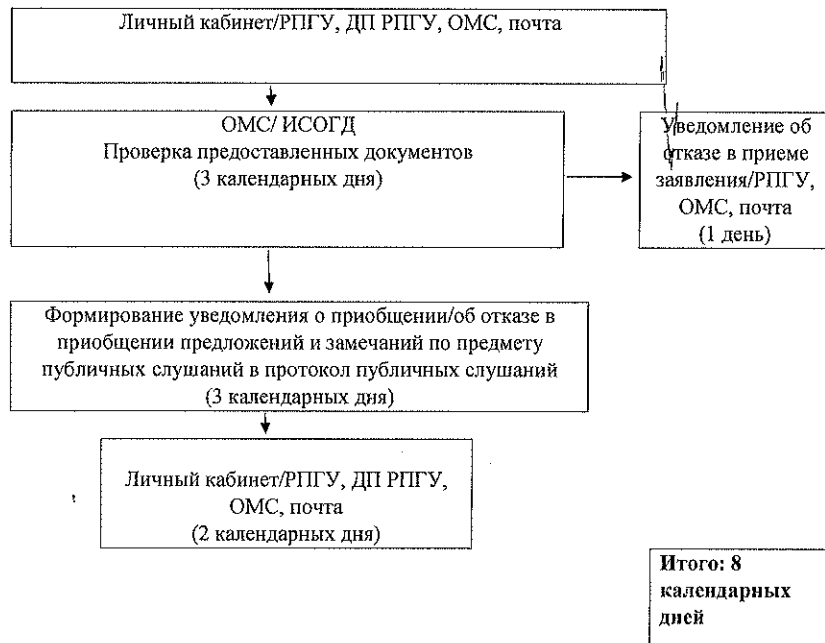 Личный кабинет/РПГУ, ДП РПГУ, ОМС, почта
ОМС/ ИСОГД
Проверка предоставленных документов
(3 календарных дня)
Уведомление об
отказе в приеме
заявления/РПГУ,
ОМС, почта
(1 день)
Формирование уведомления о приобщении/об отказе в
приобщении предложений и замечаний по предмету
публичных слушаний в протокол публичных слушаний
(3 календарных дня)
Личный кабинет/РПГУ, ДП РПГУ,
ОМС, почта
(2 календарных дня)
Итого: 8
календарных
дней